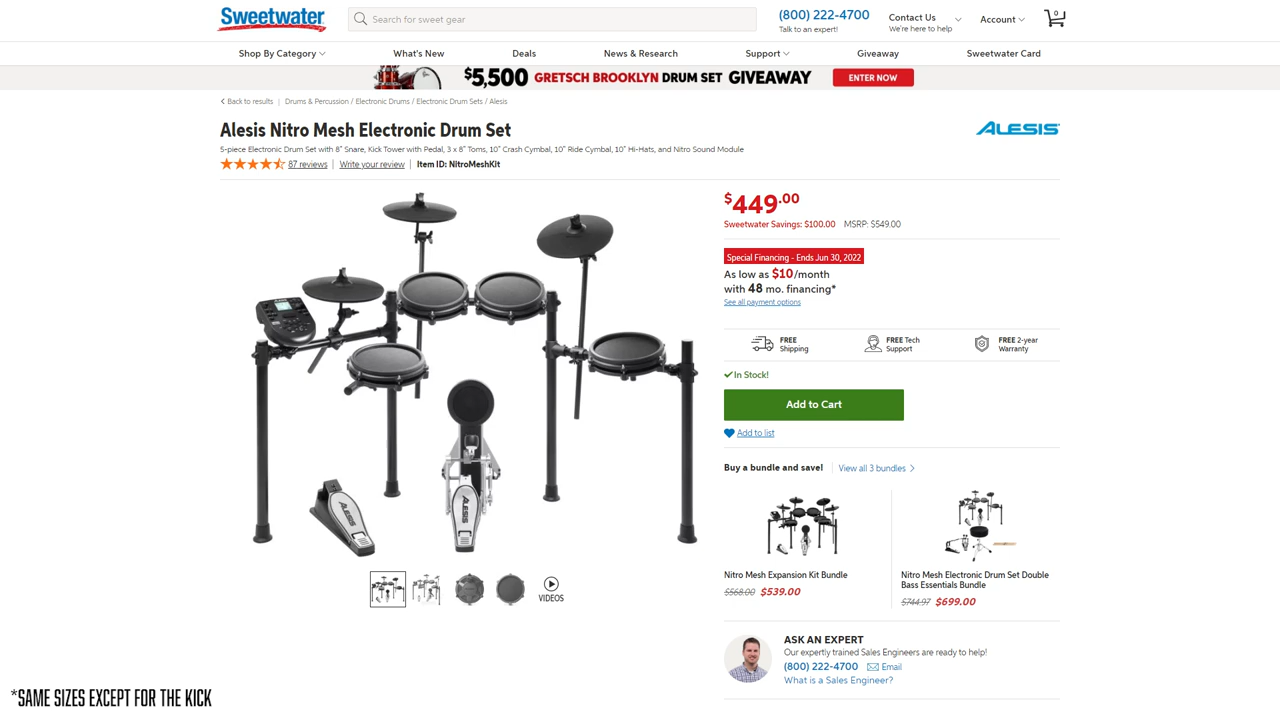 Sweetwater
Search for sweet gear
(800) 222-4700
Talk to an expert!
Contact Us
We're here to help
Account
0
Shop By Category
What's New
Deals
News & Research
Support
Giveaway
Sweetwater Card
$5,500 GRETSCH BROOKLYN DRUM SET GIVEAWAY
ENTER NOW
Back to results | Drums & Percussion / Electronic Drums / Electronic Drum Sets / Alesis
Alesis Nitro Mesh Electronic Drum Set
ALESIS
5-piece Electronic Drum Set with 8" Snare, Kick Tower with Pedal, 3 x 8" Toms, 10" Crash Cymbal, 10" Ride Cymbal, 10" Hi-Hats, and Nitro Sound Module
87 reviews | Write your review | Item ID: NitroMeshKit
$449.00
Sweetwater Savings: $100.00 MSRP: $549.00
Special Financing - Ends Jun 30, 2022
As low as $10/month
with 48 mo. financing*
See all payment options
FREE
Shipping
FREE Tech
Support
FREE 2-year
Warranty
In Stock!
Add to Cart
Add to list
Buy a bundle and save!
View all 3 bundles
Nitro Mesh Expansion Kit Bundle
$568.00 $539.00
Nitro Mesh Electronic Drum Set Double
Bass Essentials Bundle
$744.97 $699.00
ALESIS
ALESIS
VIDEOS
ASK AN EXPERT
Our expertly trained Sales Engineers are ready to help!
(800) 222-4700 Email
What is a Sales Engineer?
*SAME SIZES EXCEPT FOR THE KICK